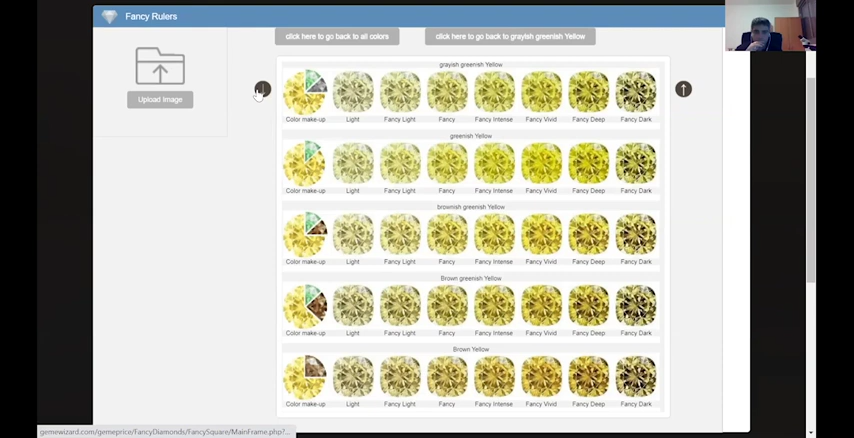 Fancy Rulers
click here to go back to all colors
click here to go back to grayish greenish Yellow
Upload Image
grayish greenish Yellow
Color make-up Light Fancy Light Fancy Fancy Intense Fancy Vivid Fancy Deep Fancy Dark
greenish Yellow
Color make-up Light Fancy Light Fancy Fancy Intense Fancy Vivid Fancy Deep Fancy Dark
brownish greenish Yellow
Color make-up Light Fancy Light Fancy Fancy Intense Fancy Vivid Fancy Deep Fancy Dark
Brown greenish Yellow
Color make-up Light Fancy Light Fancy Fancy Intense Fancy Vivid Fancy Deep Fancy Dark
Brown Yellow
Color make-up Light Fancy Light Fancy Fancy Intense Fancy Vivid Fancy Deep Fancy Dark
gemewizard.com/gemeprice/FancyDiamonds/FancySquare/MainFrame.php?...